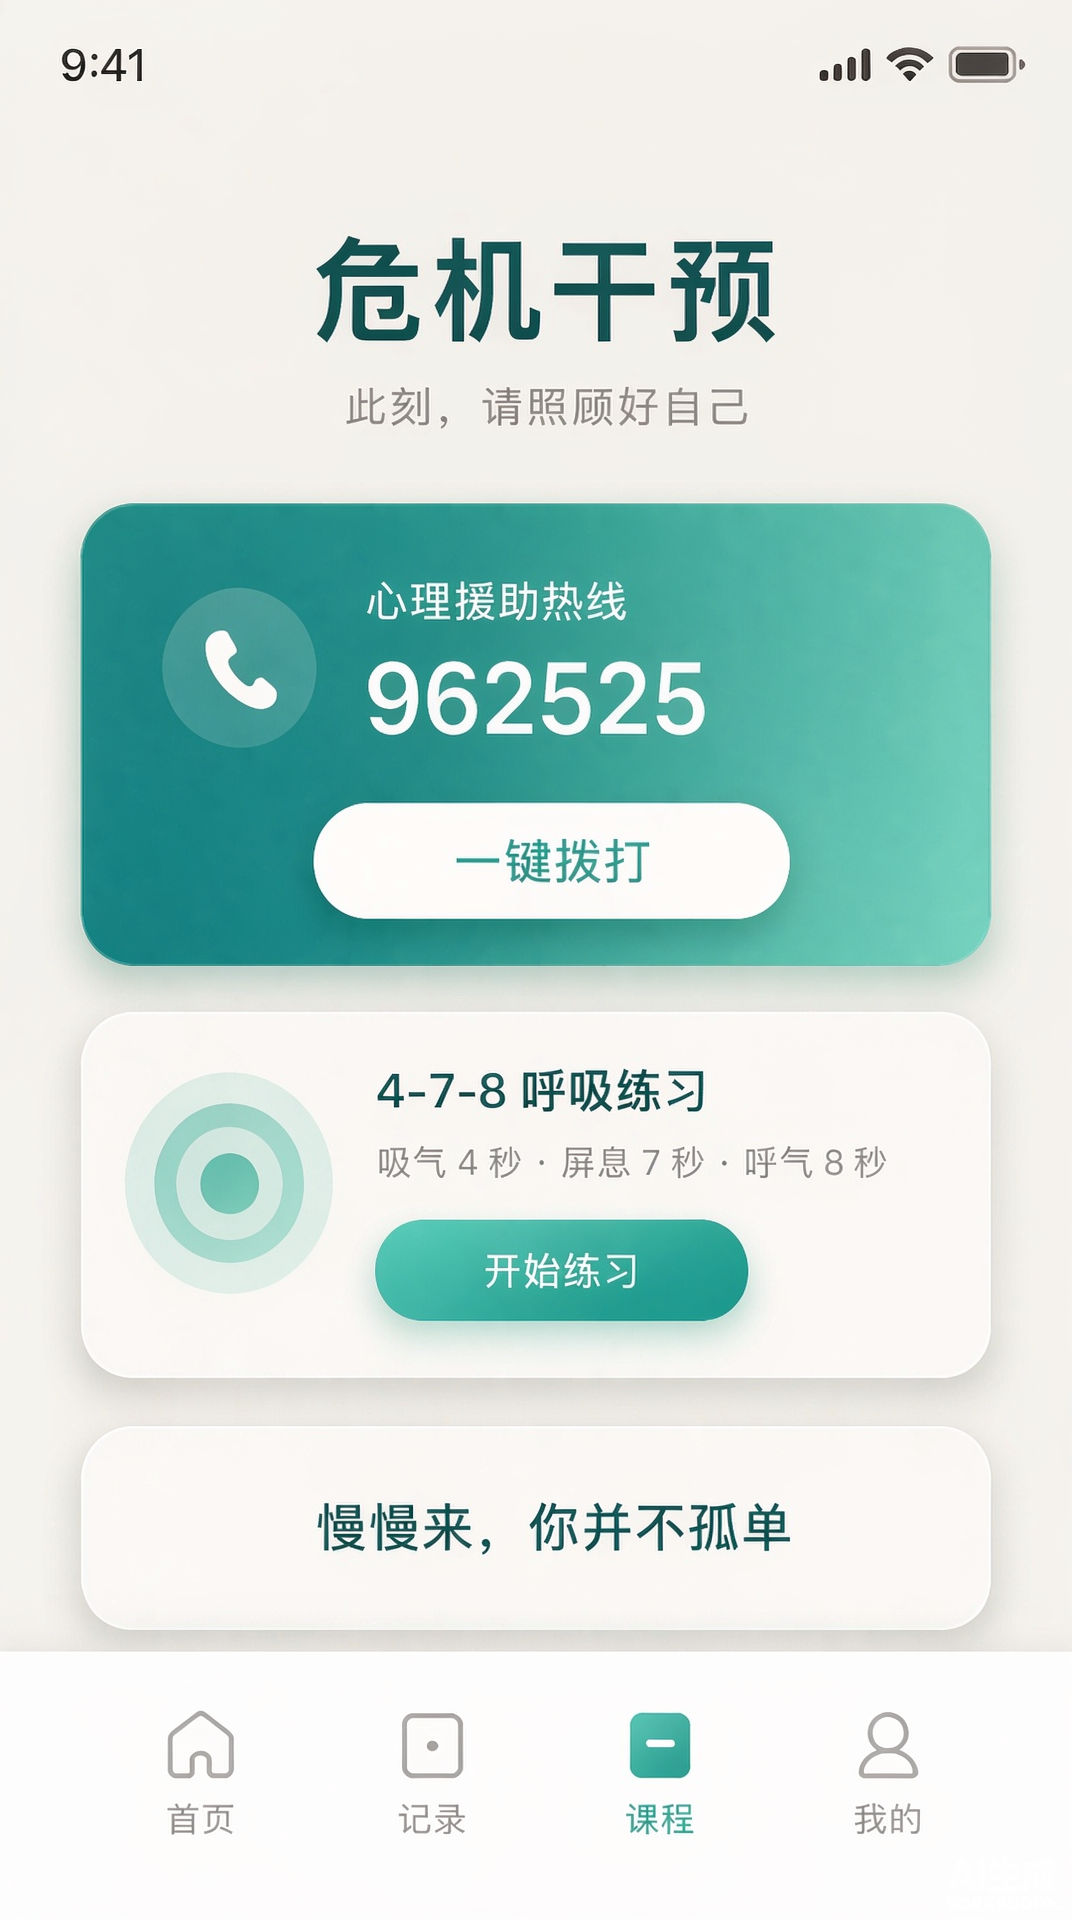 9:41
危机干预
此刻，请照顾好自己
心理援助热线
962525
一键拨打
4-7-8 呼吸练习
吸气 4 秒 · 屏息 7 秒 · 呼气 8 秒
开始练习
慢慢来，你并不孤单
首页
记录
课程
我的